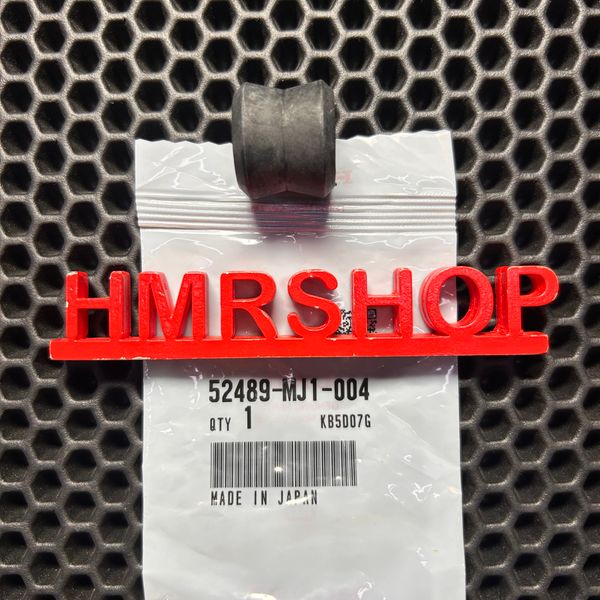 HMRSHOP
52489-MJ1-004
QTY 1 KB5D07G
MADE IN JAPAN